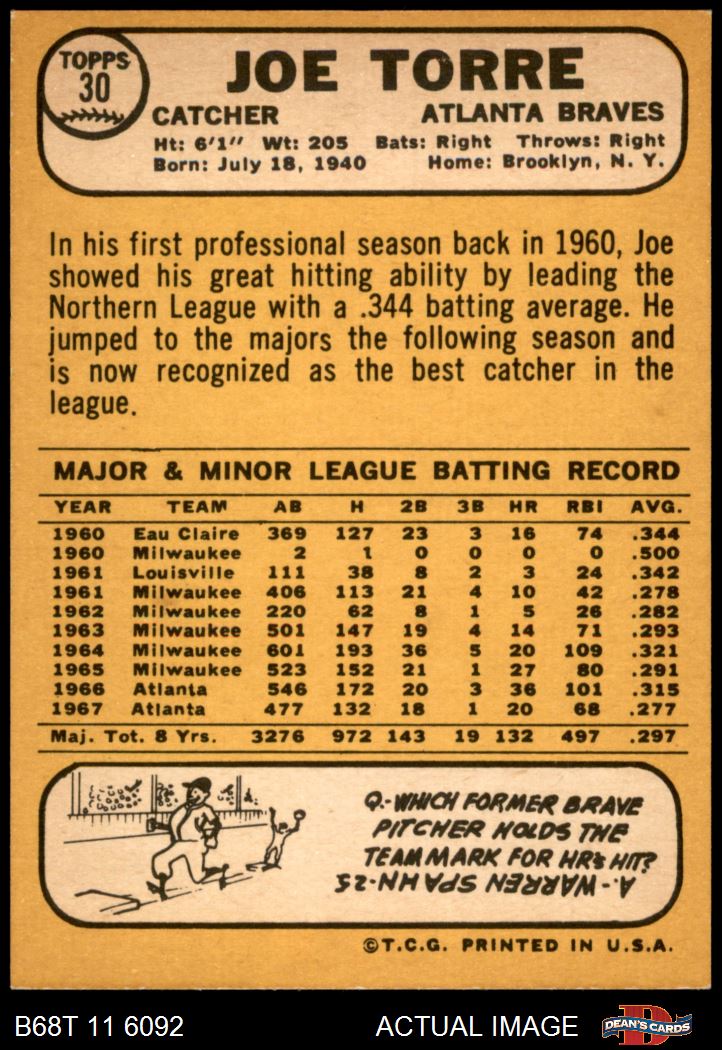 TOPPS
30
JOE TORRE
CATCHER ATLANTA BRAVES
Ht: 6'1" Wt: 205 Bats: Right Throws: Right
Born: July 18, 1940 Home: Brooklyn, N. Y.
In his first professional season back in 1960, Joe
showed his great hitting ability by leading the
Northern League with a .344 batting average. He
jumped to the majors the following season and
is now recognized as the best catcher in the
league.
MAJOR & MINOR LEAGUE BATTING RECORD
YEAR TEAM AB H 2B 3B HR RBI AVG.
1960 Eau Claire 369 127 23 3 16 74 .344
1960 Milwaukee 2 1 0 0 0 0 .500
1961 Louisville 111 38 8 2 3 24 .342
1961 Milwaukee 406 113 21 4 10 42 .278
1962 Milwaukee 220 62 8 1 5 26 .282
1963 Milwaukee 501 147 19 4 14 71 .293
1964 Milwaukee 601 193 36 5 20 109 .321
1965 Milwaukee 523 152 21 1 27 80 .291
1966 Atlanta 546 172 20 3 36 101 .315
1967 Atlanta 477 132 18 1 20 68 .277
Maj. Tot. 8 Yrs. 3276 972 143 19 132 497 .297
Q.-WHICH FORMER BRAVE
PITCHER HOLDS THE
TEAM MARK FOR HR's HIT?
A.-WARREN SPAHN-25
©T.C.G. PRINTED IN U.S.A.
B68T 11 6092 ACTUAL IMAGE DEAN'S CARDS